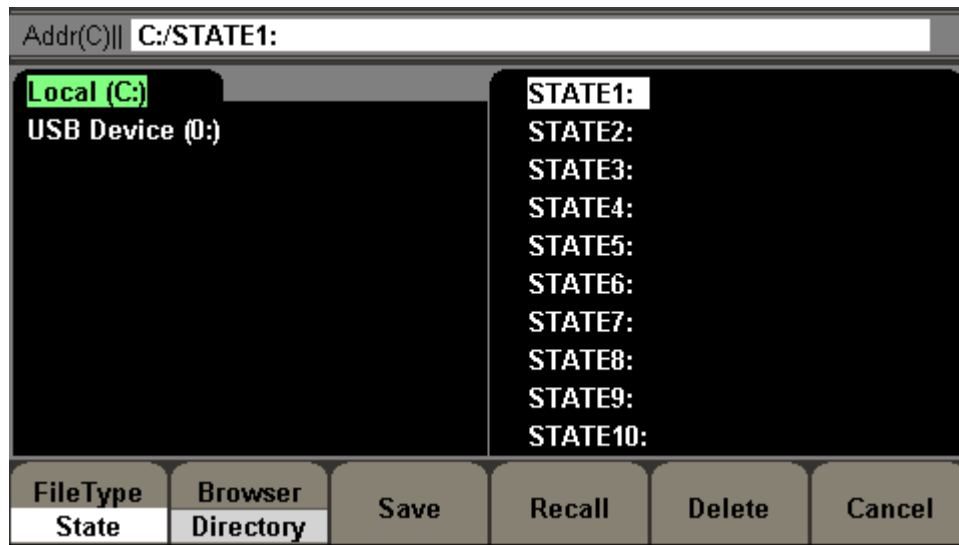 Addr(C)|| C:/STATE1:
Local (C:)
USB Device (0:)
STATE1:
STATE2:
STATE3:
STATE4:
STATE5:
STATE6:
STATE7:
STATE8:
STATE9:
STATE10:
FileType
State
Browser
Directory
Save
Recall
Delete
Cancel